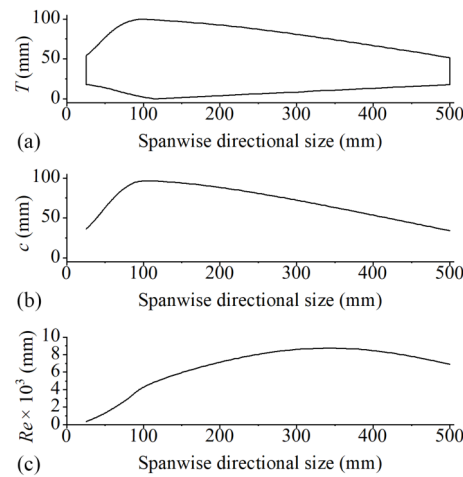 100
50
0
T (mm)
0 100 200 300 400 500
(a) Spanwise directional size (mm)
100
50
0
c (mm)
0 100 200 300 400 500
(b) Spanwise directional size (mm)
10
8
6
4
2
0
Re × 10³ (mm)
0 100 200 300 400 500
(c) Spanwise directional size (mm)